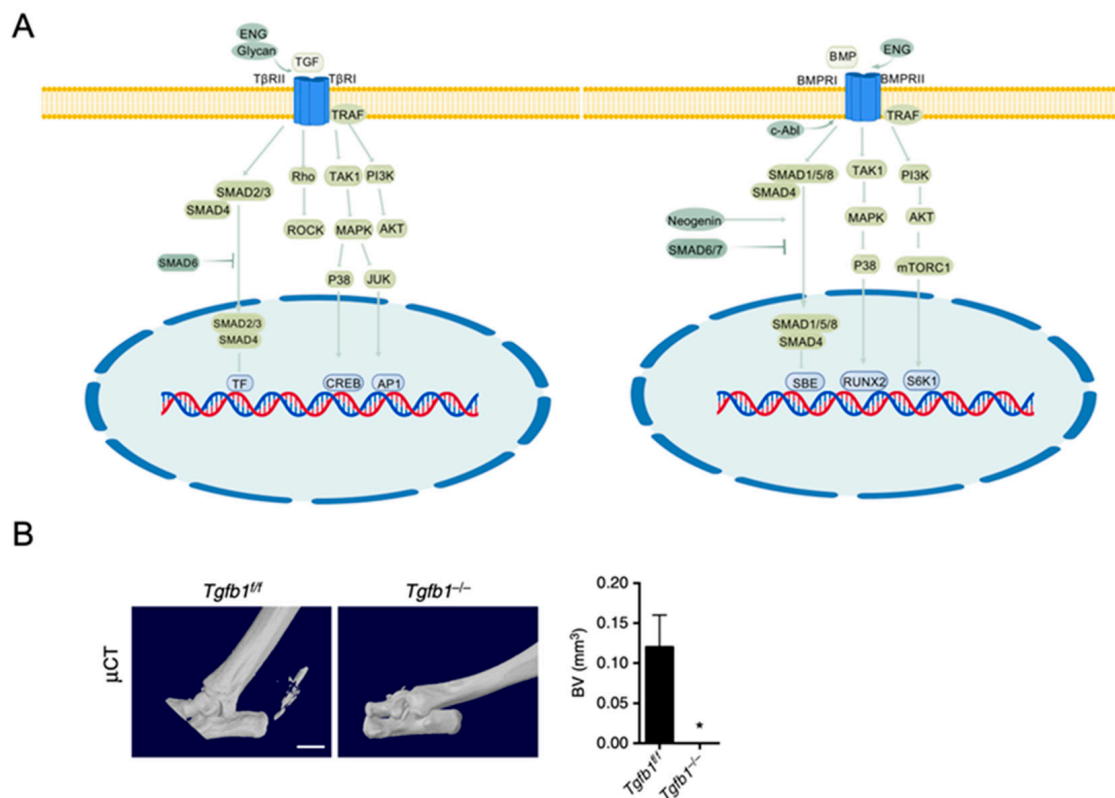 A
ENG
Glycan
TGF
TβRII
TβRI
TRAF
SMAD2/3
SMAD4
Rho
TAK1
PI3K
ROCK
MAPK
AKT
SMAD6
P38
JUK
SMAD2/3
SMAD4
TF
CREB
AP1
BMP
ENG
BMPRI
BMPRII
c-Abl
TRAF
SMAD1/5/8
SMAD4
TAK1
PI3K
Neogenin
MAPK
AKT
SMAD6/7
P38
mTORC1
SMAD1/5/8
SMAD4
SBE
RUNX2
S6K1
B
Tgfb1f/f
Tgfb1–/–
μCT
BV (mm³)
0.20
0.15
0.10
0.05
0.00
*
Tgfb1f/f
Tgfb1–/–